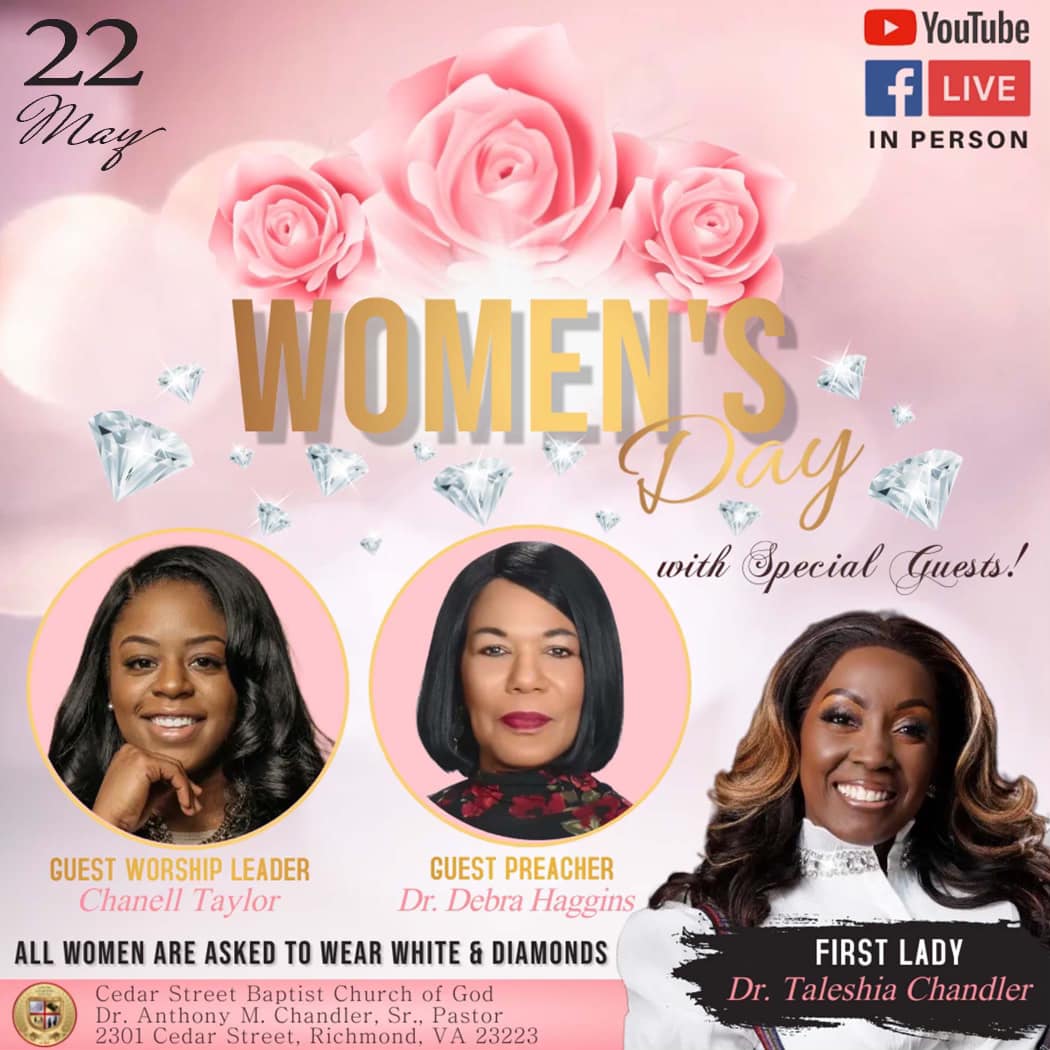 22
May
YouTube
f LIVE
IN PERSON
WOMEN'S
Day
with Special Guests!
GUEST WORSHIP LEADER
Chanell Taylor
GUEST PREACHER
Dr. Debra Haggins
FIRST LADY
Dr. Taleshia Chandler
ALL WOMEN ARE ASKED TO WEAR WHITE & DIAMONDS
Cedar Street Baptist Church of God
Dr. Anthony M. Chandler, Sr., Pastor
2301 Cedar Street, Richmond, VA 23223